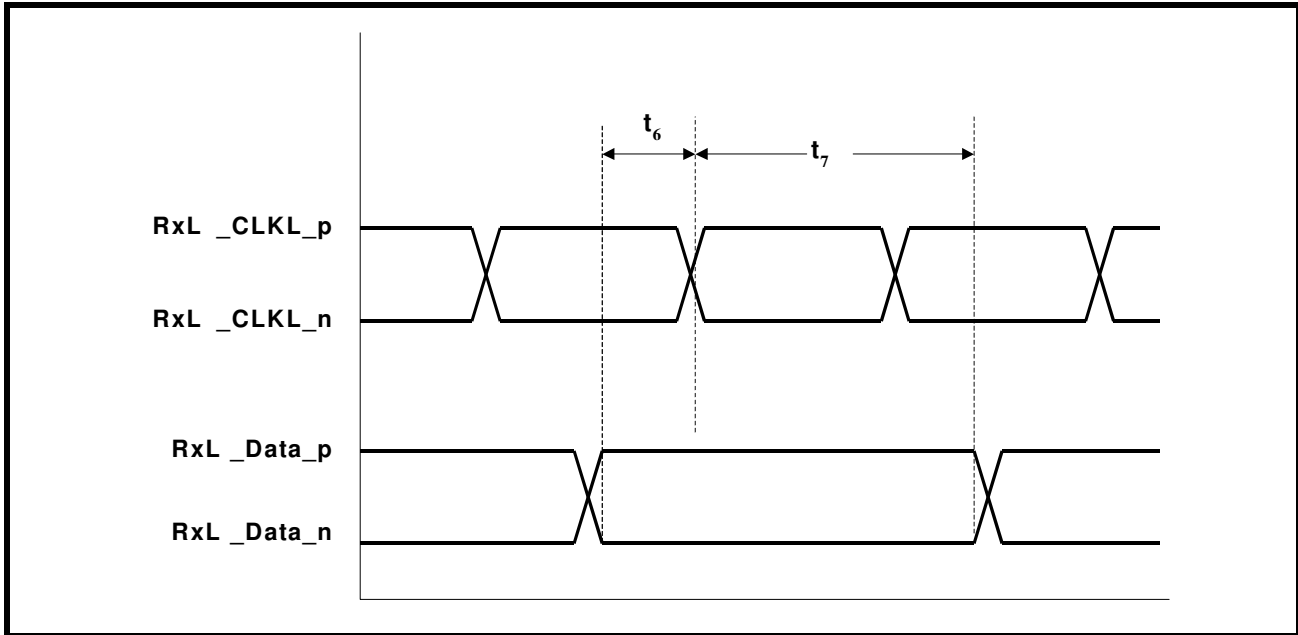 t6
t7
RxL _CLKL_p
RxL _CLKL_n
RxL _Data_p
RxL _Data_n